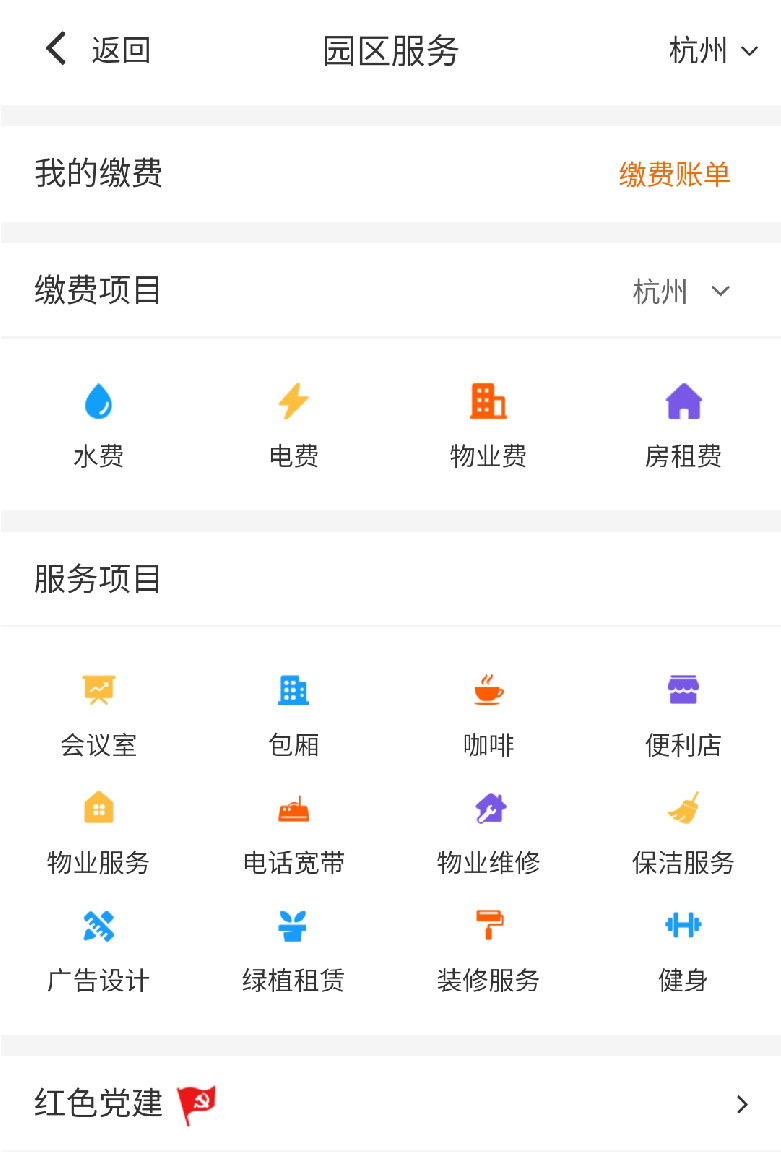 返回 园区服务 杭州
我的缴费 缴费账单
缴费项目 杭州
水费 电费 物业费 房租费
服务项目
会议室 包厢 咖啡 便利店
物业服务 电话宽带 物业维修 保洁服务
广告设计 绿植租赁 装修服务 健身
红色党建